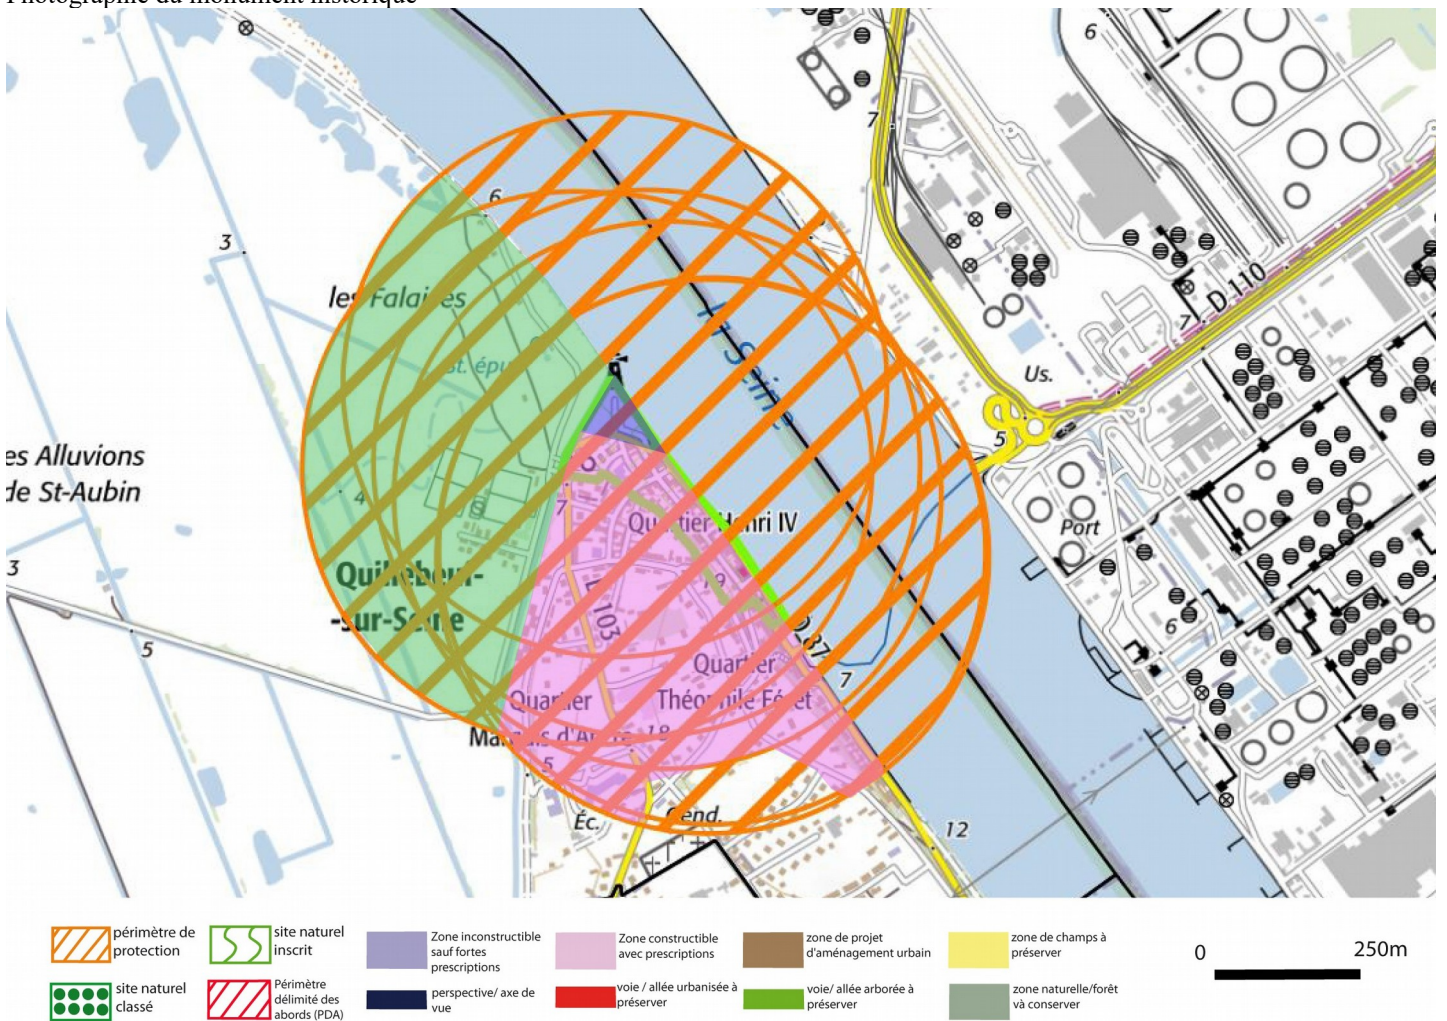 Photographie du monument historique
6
7
6
3
les Falaises
St. épu
la Seine
D 110
7
Us.
5
es Alluvions
de St-Aubin
4
7
Quartier Henri IV
Port
3
Quillebeuf-
-sur-Seine
9
D 103
6
5
D 87
Quartier
7
Théophile Féret
Quartier
18
5
Éc.
Gend.
12
périmètre de
protection
site naturel
inscrit
Zone inconstructible
sauf fortes
prescriptions
Zone constructible
avec prescriptions
zone de projet
d'aménagement urbain
zone de champs à
préserver
0 250m
site naturel
classé
Périmètre
délimité des
abords (PDA)
perspective/ axe de
vue
voie / allée urbanisée à
préserver
voie/ allée arborée à
préserver
zone naturelle/forêt
và conserver